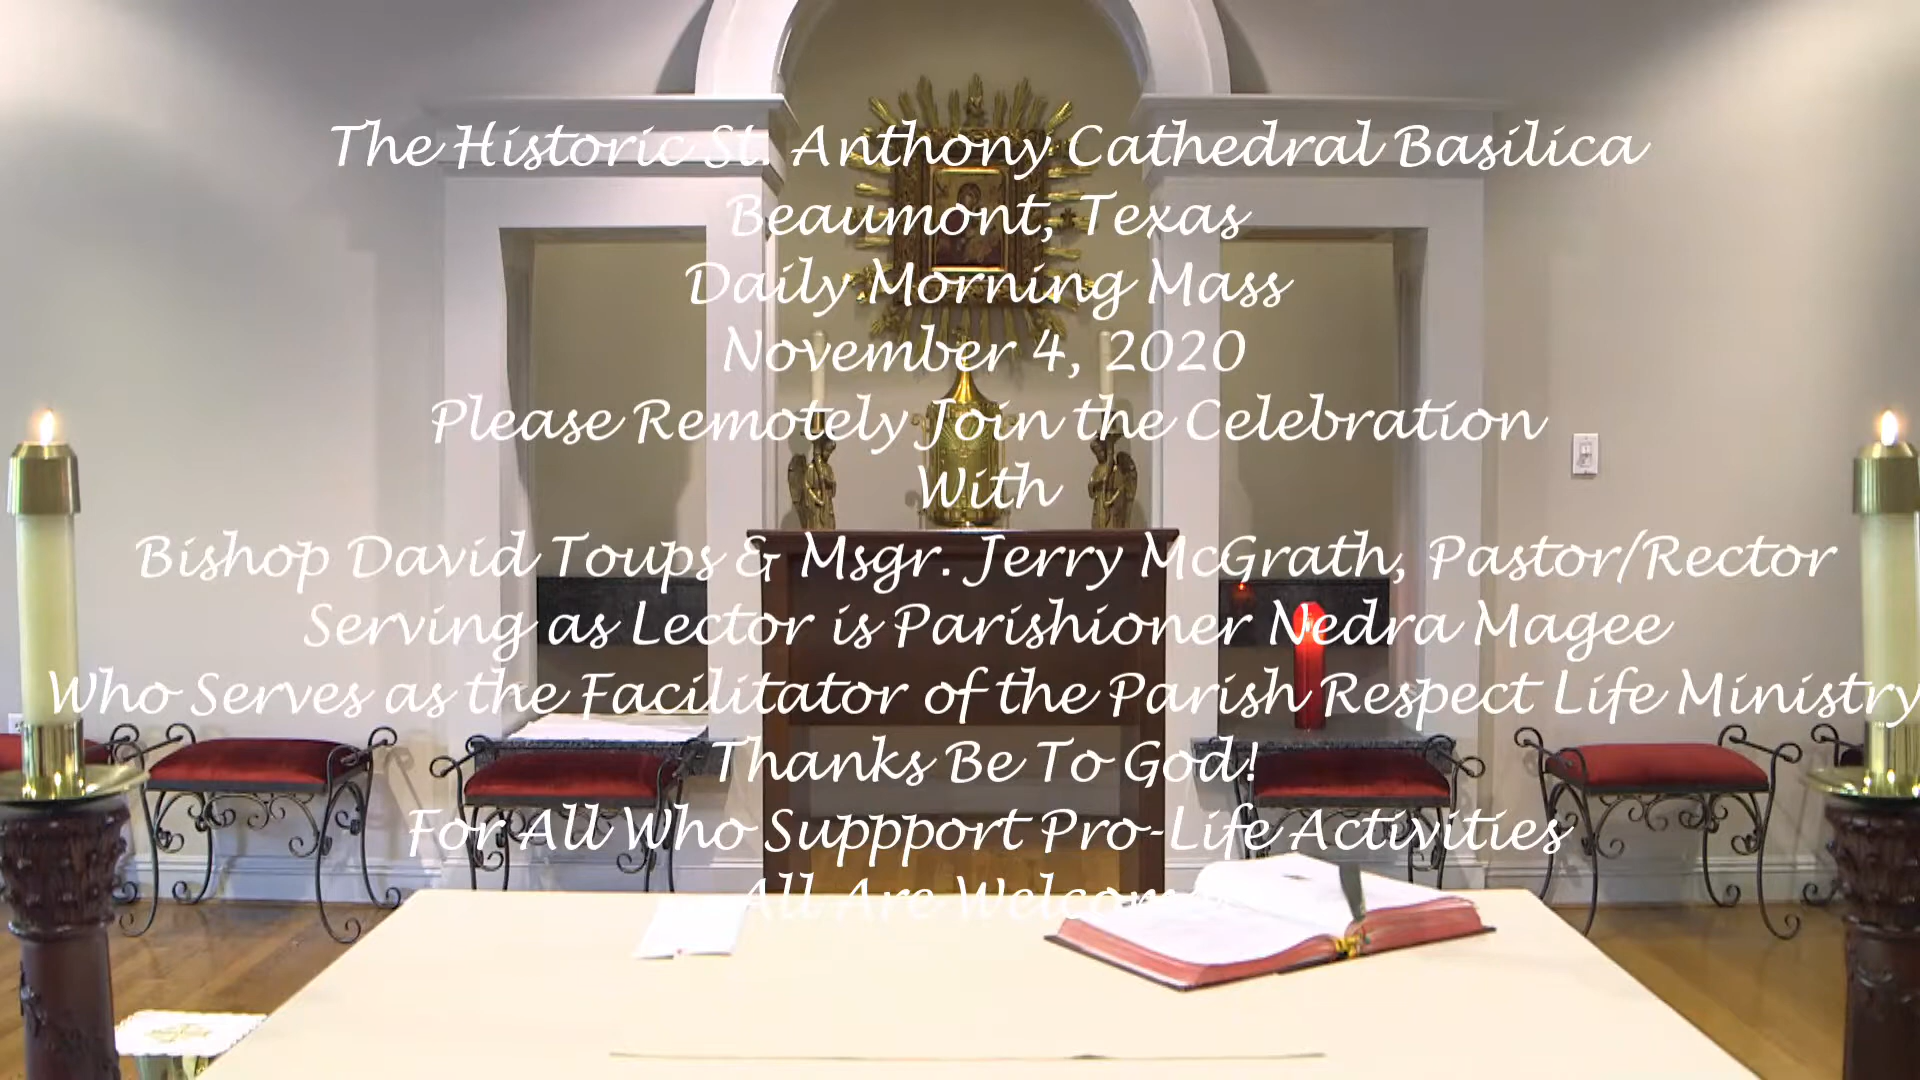 The Historic St. Anthony Cathedral Basilica
Beaumont, Texas
Daily Morning Mass
November 4, 2020
Please Remotely Join the Celebration
With
Bishop David Toups & Msgr. Jerry McGrath, Pastor/Rector
Serving as Lector is Parishioner Nedra Magee
Who Serves as the Facilitator of the Parish Respect Life Ministry
Thanks Be To God!
For All Who Suppport Pro-Life Activities
All Are Welcome!